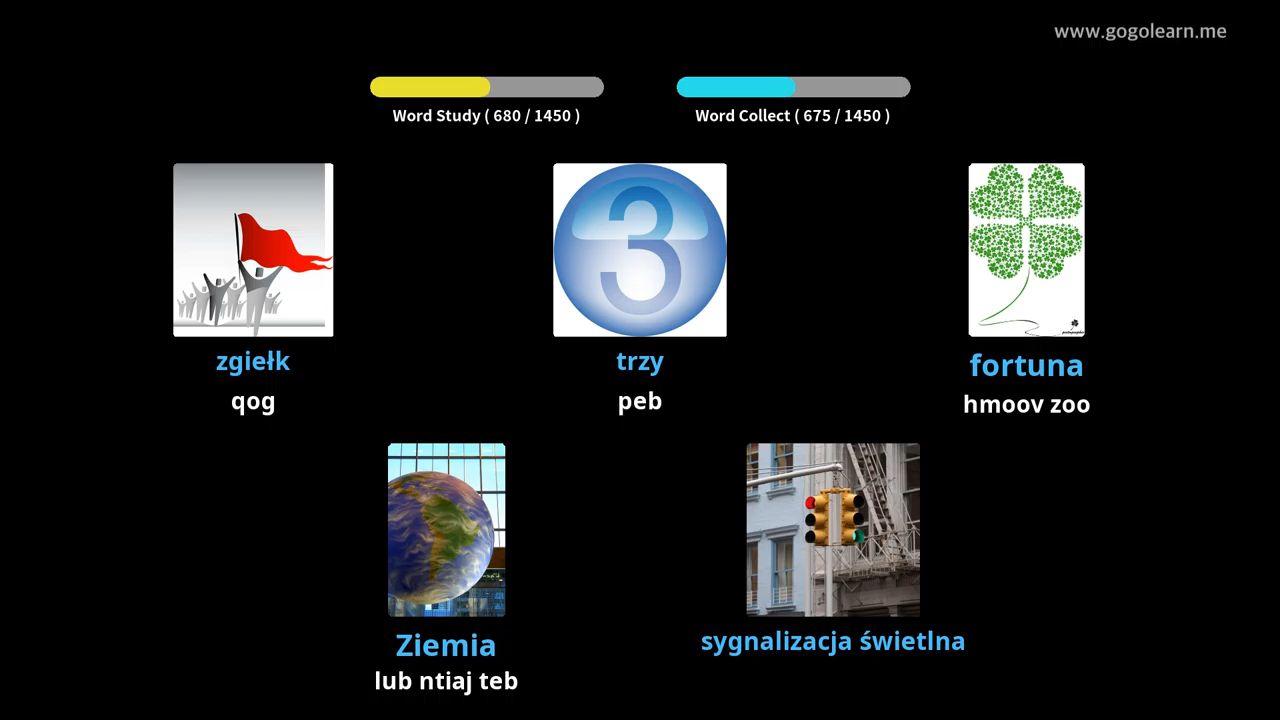 www.gogolearn.me
Word Study ( 680 / 1450 )
Word Collect ( 675 / 1450 )
3
zgiełk
trzy
fortuna
qog
peb
hmoov zoo
Ziemia
sygnalizacja świetlna
lub ntiaj teb